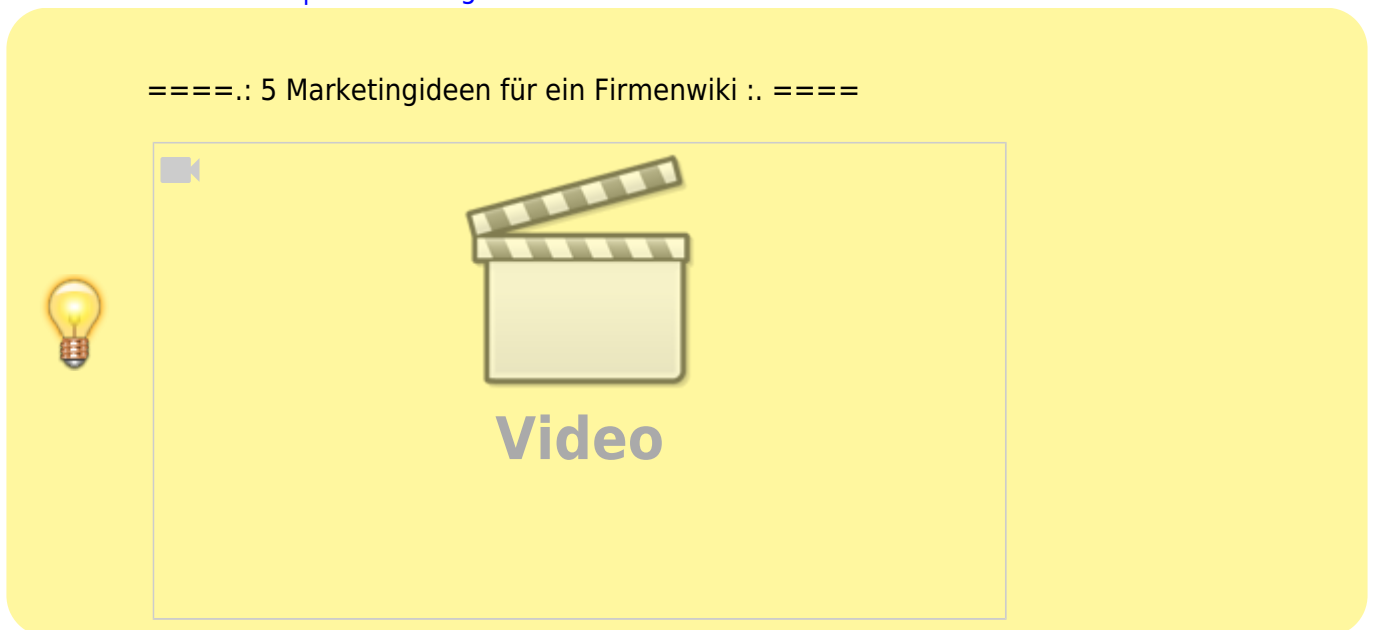 ====.: 5 Marketingideen für ein Firmenwiki :. ====
Video